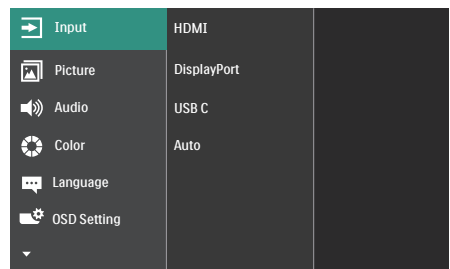 Input
Picture
Audio
Color
Language
OSD Setting
HDMI
DisplayPort
USB C
Auto